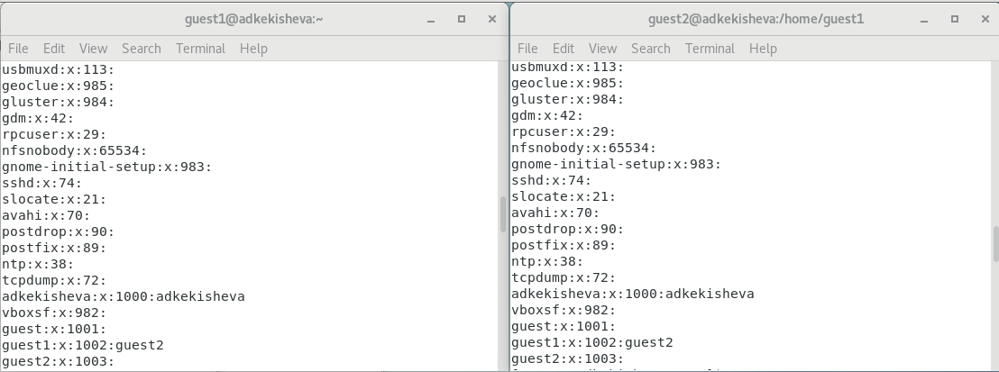 guest1@adkekisheva:~
File Edit View Search Terminal Help
usbmuxd:x:113:
geoclue:x:985:
gluster:x:984:
gdm:x:42:
rpcuser:x:29:
nfsnobody:x:65534:
gnome-initial-setup:x:983:
sshd:x:74:
slocate:x:21:
avahi:x:70:
postdrop:x:90:
postfix:x:89:
ntp:x:38:
tcpdump:x:72:
adkekisheva:x:1000:adkekisheva
vboxsf:x:982:
guest:x:1001:
guest1:x:1002:guest2
guest2:x:1003:
guest2@adkekisheva:/home/guest1
File Edit View Search Terminal Help
usbmuxd:x:113:
geoclue:x:985:
gluster:x:984:
gdm:x:42:
rpcuser:x:29:
nfsnobody:x:65534:
gnome-initial-setup:x:983:
sshd:x:74:
slocate:x:21:
avahi:x:70:
postdrop:x:90:
postfix:x:89:
ntp:x:38:
tcpdump:x:72:
adkekisheva:x:1000:adkekisheva
vboxsf:x:982:
guest:x:1001:
guest1:x:1002:guest2
guest2:x:1003: